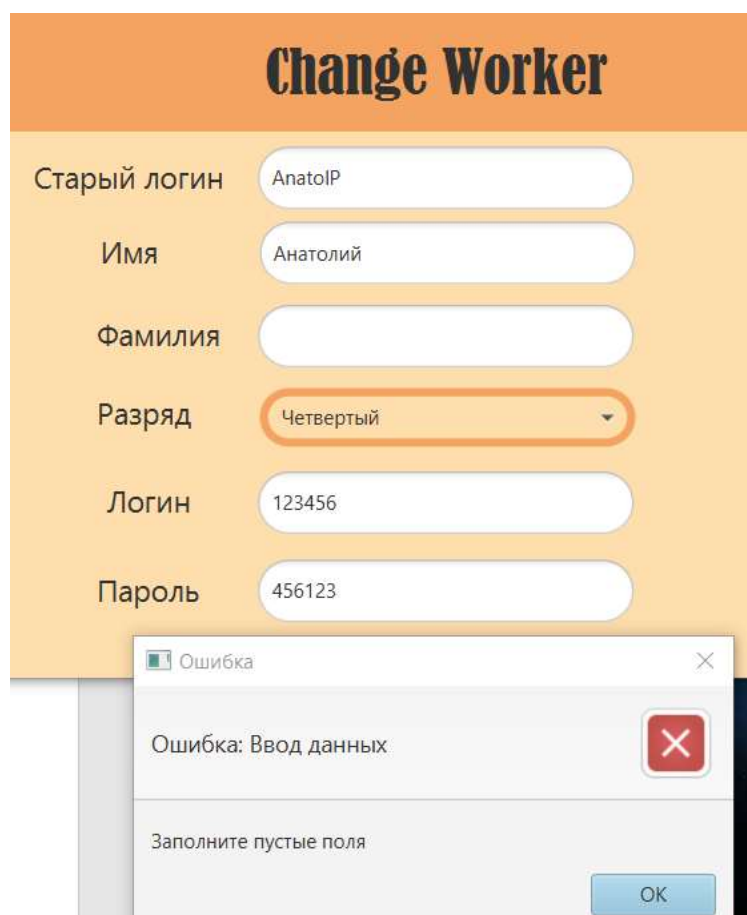 Change Worker
Старый логин AnatolP
Имя Анатолий
Фамилия
Разряд Четвертый
Логин 123456
Пароль 456123
Ошибка
Ошибка: Ввод данных
Заполните пустые поля
OK